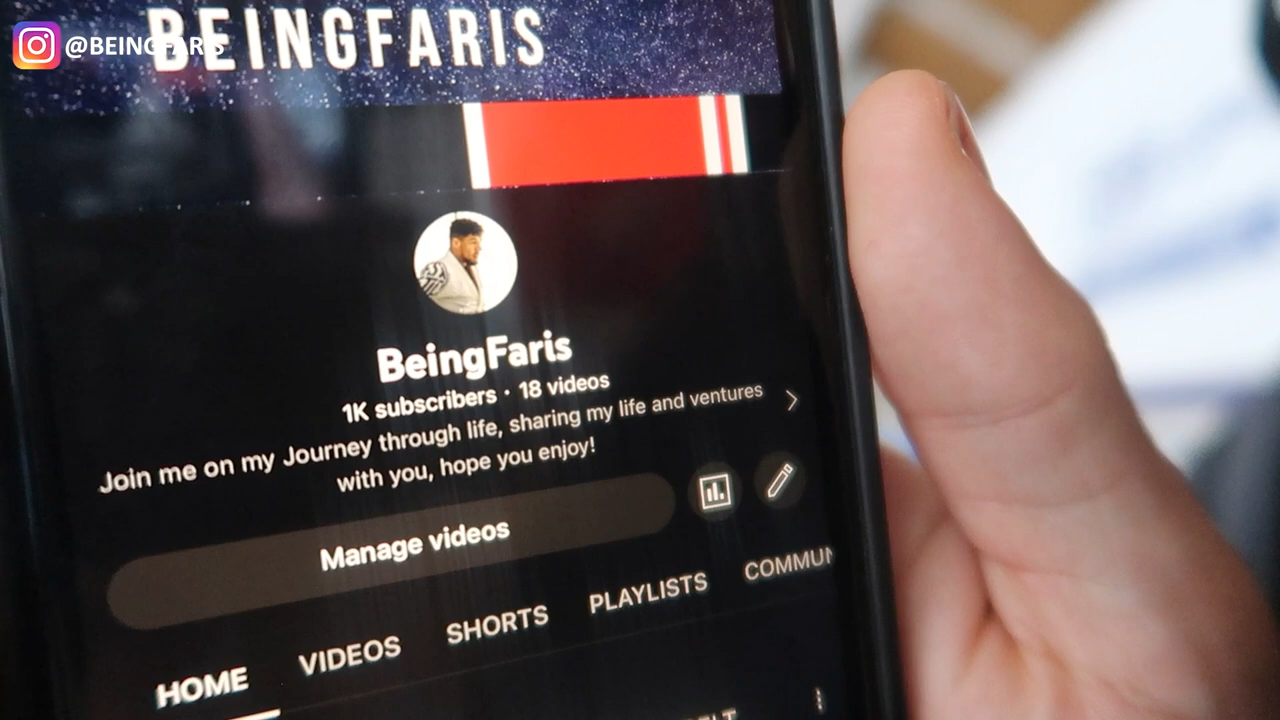 @BEINGFARIS
BEINGFARIS
BeingFaris
1K subscribers · 18 videos
Join me on my Journey through life, sharing my life and ventures
with you, hope you enjoy!
Manage videos
HOME VIDEOS SHORTS PLAYLISTS COMMUN